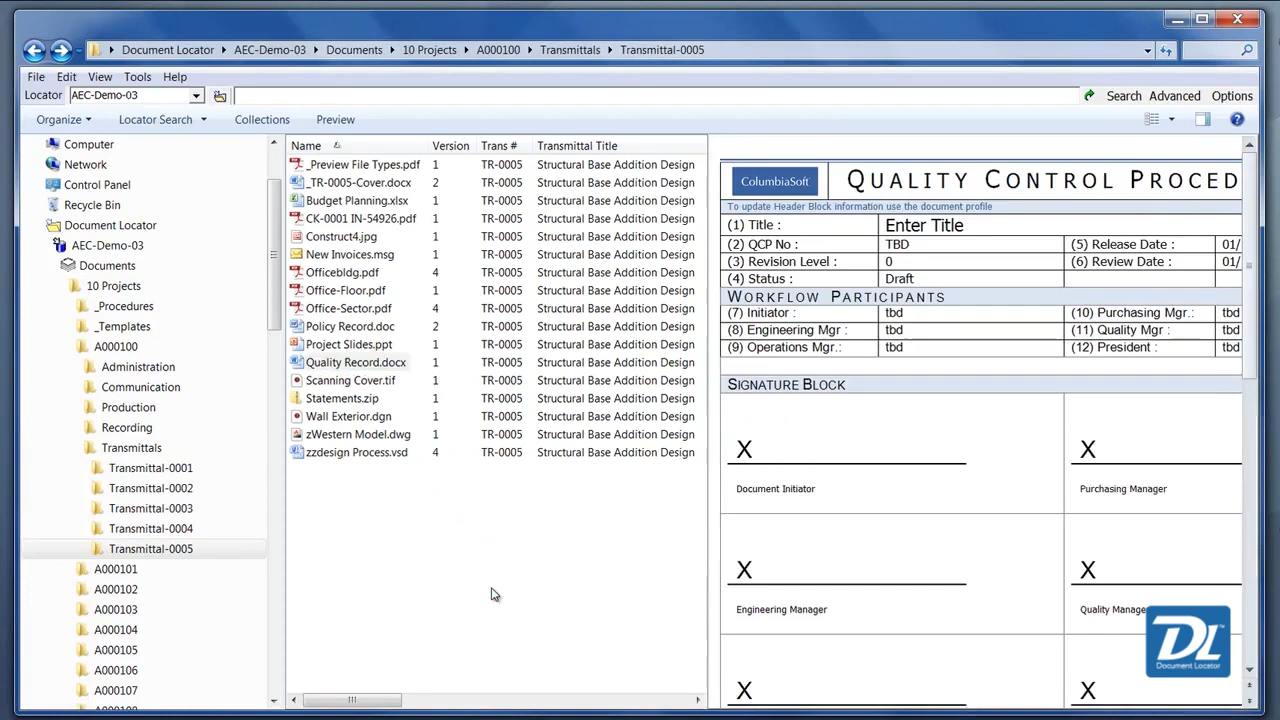 Document Locator AEC-Demo-03 Documents 10 Projects A000100 Transmittals Transmittal-0005
File Edit View Tools Help
Locator AEC-Demo-03 Search Advanced Options
Organize Locator Search Collections Preview
Computer
Network
Control Panel
Recycle Bin
Document Locator
AEC-Demo-03
Documents
10 Projects
_Procedures
_Templates
A000100
Administration
Communication
Production
Recording
Transmittals
Transmittal-0001
Transmittal-0002
Transmittal-0003
Transmittal-0004
Transmittal-0005
A000101
A000102
A000103
A000104
A000105
A000106
A000107
Name Version Trans # Transmittal Title
_Preview File Types.pdf 1 TR-0005 Structural Base Addition Design
_TR-0005-Cover.docx 2 TR-0005 Structural Base Addition Design
Budget Planning.xlsx 1 TR-0005 Structural Base Addition Design
CK-0001 IN-54926.pdf 1 TR-0005 Structural Base Addition Design
Construct4.jpg 1 TR-0005 Structural Base Addition Design
New Invoices.msg 1 TR-0005 Structural Base Addition Design
Officebldg.pdf 4 TR-0005 Structural Base Addition Design
Office-Floor.pdf 1 TR-0005 Structural Base Addition Design
Office-Sector.pdf 4 TR-0005 Structural Base Addition Design
Policy Record.doc 2 TR-0005 Structural Base Addition Design
Project Slides.ppt 1 TR-0005 Structural Base Addition Design
Quality Record.docx 1 TR-0005 Structural Base Addition Design
Scanning Cover.tif 1 TR-0005 Structural Base Addition Design
Statements.zip 1 TR-0005 Structural Base Addition Design
Wall Exterior.dgn 1 TR-0005 Structural Base Addition Design
zWestern Model.dwg 1 TR-0005 Structural Base Addition Design
zzdesign Process.vsd 4 TR-0005 Structural Base Addition Design
ColumbiaSoft QUALITY CONTROL PROCED
To update Header Block information use the document profile
(1) Title : Enter Title
(2) QCP No : TBD (5) Release Date : 01/
(3) Revision Level : 0 (6) Review Date : 01/
(4) Status : Draft
WORKFLOW PARTICIPANTS
(7) Initiator : tbd (10) Purchasing Mgr.: tbd
(8) Engineering Mgr : tbd (11) Quality Mgr : tbd
(9) Operations Mgr.: tbd (12) President : tbd
SIGNATURE BLOCK
X X
Document Initiator Purchasing Manager
X X
Engineering Manager Quality Manage
X X
DL
Document Locator